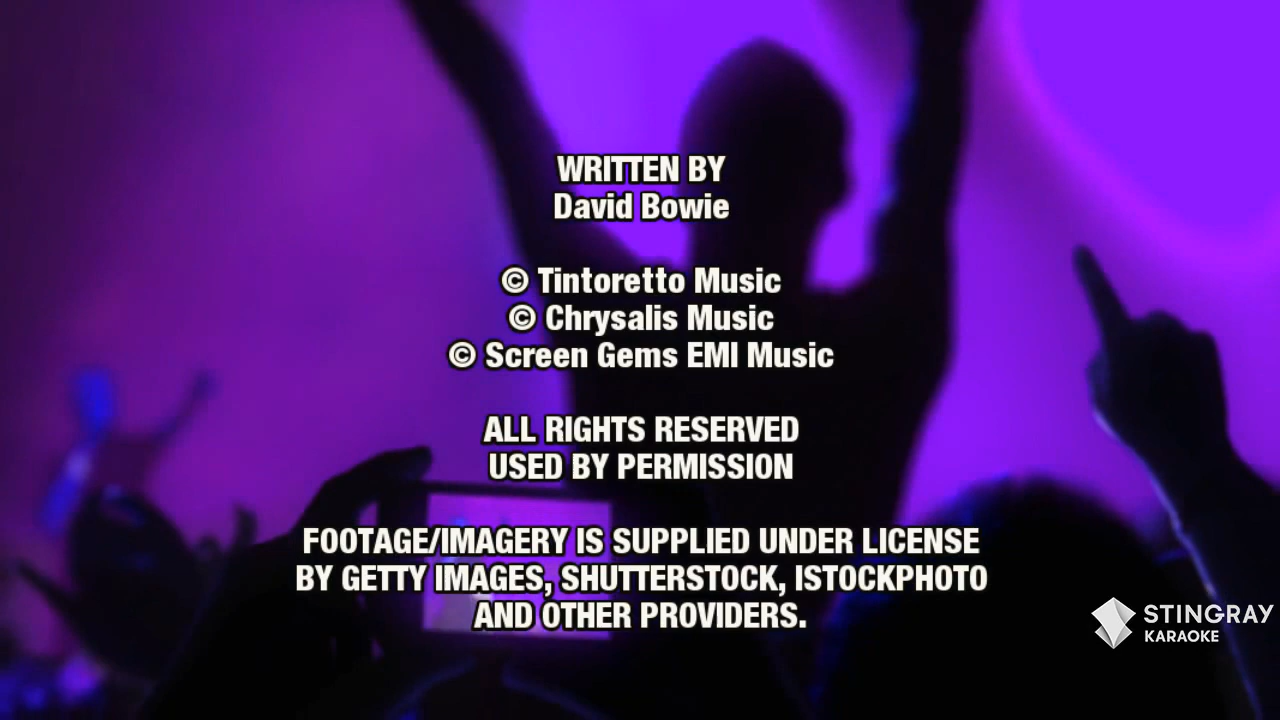 WRITTEN BY
David Bowie
© Tintoretto Music
© Chrysalis Music
© Screen Gems EMI Music
ALL RIGHTS RESERVED
USED BY PERMISSION
FOOTAGE/IMAGERY IS SUPPLIED UNDER LICENSE
BY GETTY IMAGES, SHUTTERSTOCK, ISTOCKPHOTO
AND OTHER PROVIDERS.
STINGRAY
KARAOKE